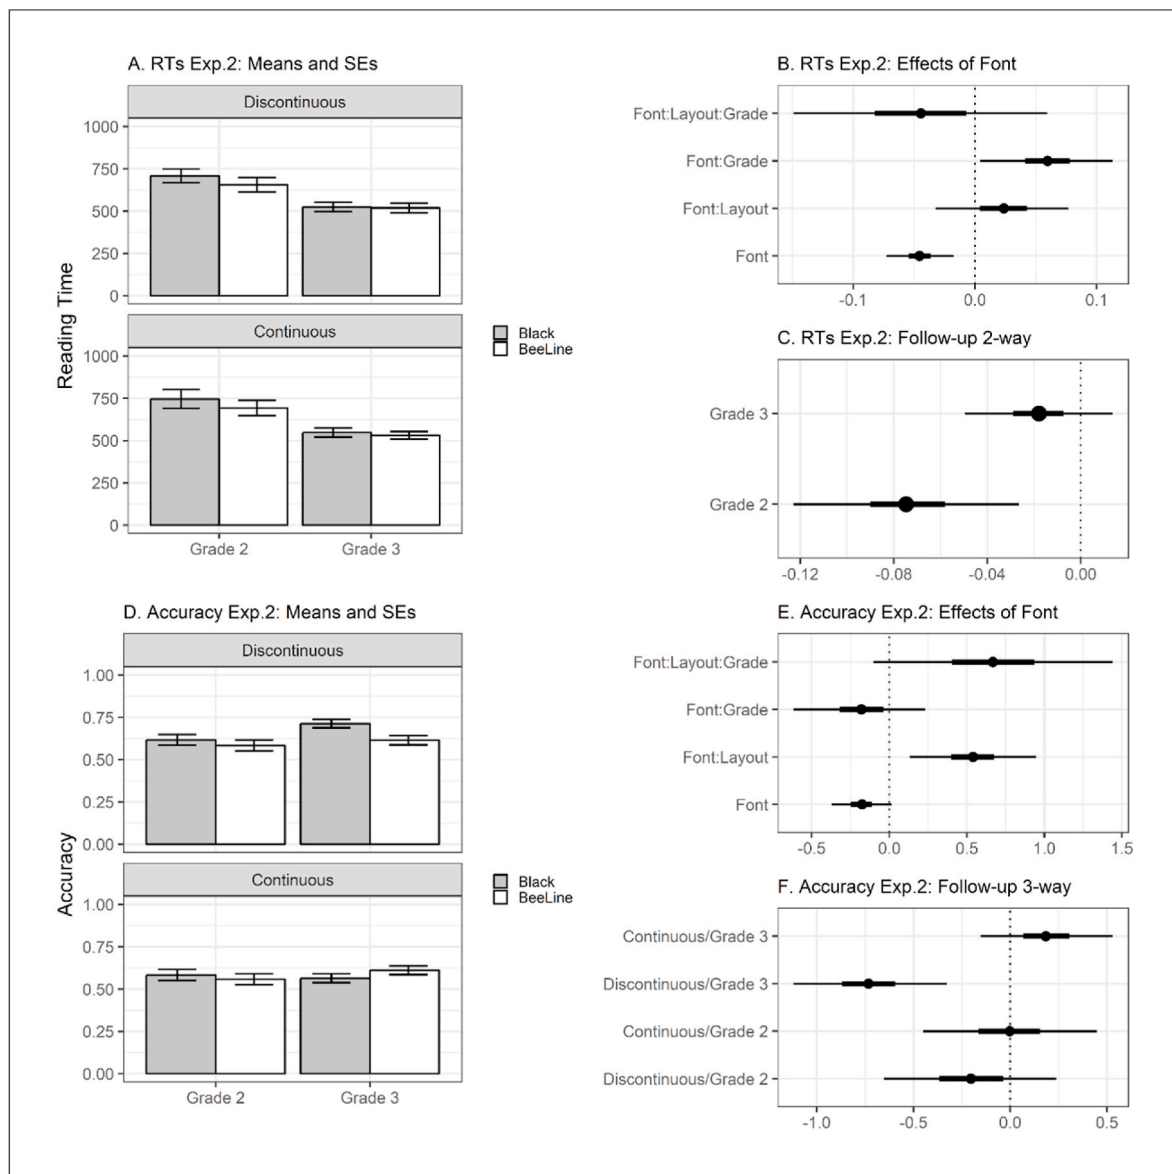 A. RTs Exp.2: Means and SEs
Discontinuous
1000
750
500
250
0
Continuous
1000
750
500
250
0
Grade 2 Grade 3
Reading Time
Black
BeeLine
B. RTs Exp.2: Effects of Font
Font:Layout:Grade
Font:Grade
Font:Layout
Font
-0.1 0.0 0.1
C. RTs Exp.2: Follow-up 2-way
Grade 3
Grade 2
-0.12 -0.08 -0.04 0.00
D. Accuracy Exp.2: Means and SEs
Discontinuous
1.00
0.75
0.50
0.25
0.00
Continuous
1.00
0.75
0.50
0.25
0.00
Grade 2 Grade 3
Accuracy
Black
BeeLine
E. Accuracy Exp.2: Effects of Font
Font:Layout:Grade
Font:Grade
Font:Layout
Font
-0.5 0.0 0.5 1.0 1.5
F. Accuracy Exp.2: Follow-up 3-way
Continuous/Grade 3
Discontinuous/Grade 3
Continuous/Grade 2
Discontinuous/Grade 2
-1.0 -0.5 0.0 0.5